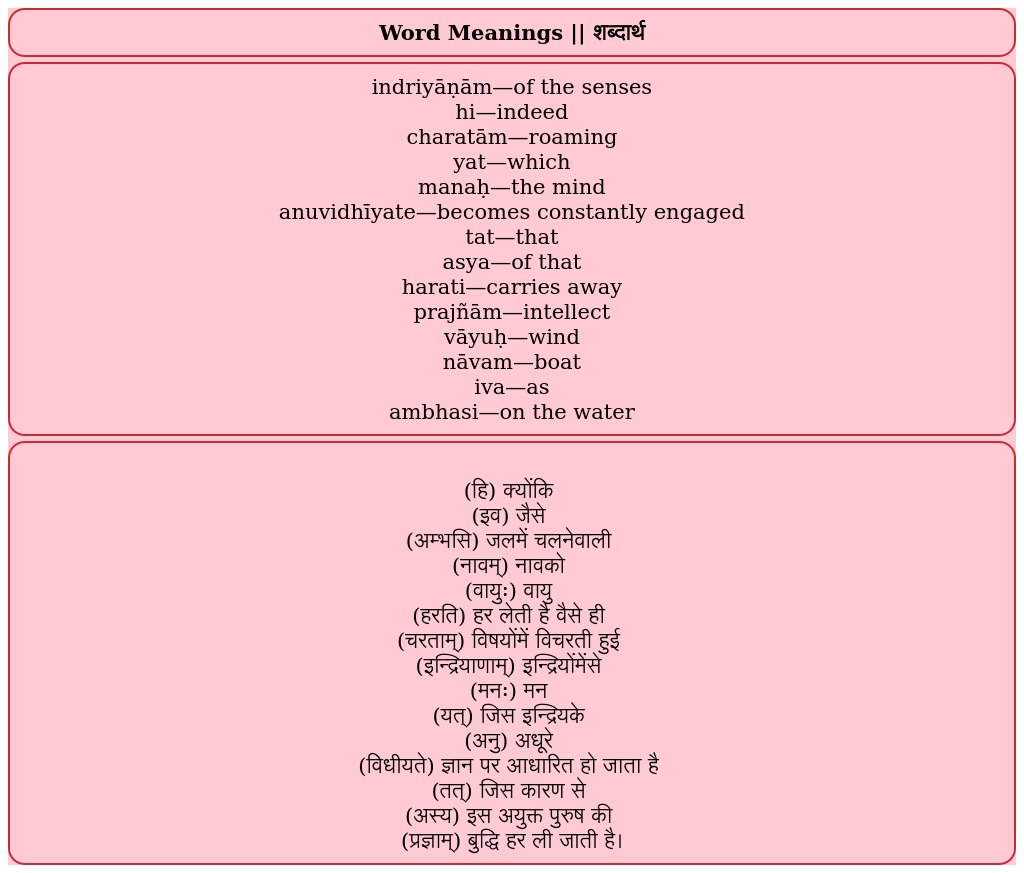 Word Meanings || शब्दार्थ
indriyāṇām—of the senses
hi—indeed
charatām—roaming
yat—which
manaḥ—the mind
anuvidhīyate—becomes constantly engaged
tat—that
asya—of that
harati—carries away
prajñām—intellect
vāyuḥ—wind
nāvam—boat
iva—as
ambhasi—on the water
(हि) क्योंकि
(इव) जैसे
(अम्भसि) जलमें चलनेवाली
(नावम्) नावको
(वायुः) वायु
(हरति) हर लेती है वैसे ही
(चरताम्) विषयोंमें विचरती हुई
(इन्द्रियाणाम्) इन्द्रियोंमेंसे
(मनः) मन
(यत्) जिस इन्द्रियके
(अनु) अधूरे
(विधीयते) ज्ञान पर आधारित हो जाता है
(तत्) जिस कारण से
(अस्य) इस अयुक्त पुरुष की
(प्रज्ञाम्) बुद्धि हर ली जाती है।